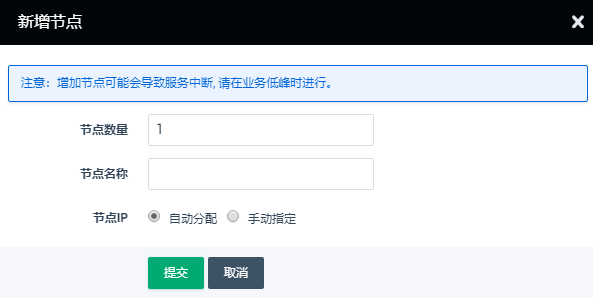 新增节点
注意：增加节点可能会导致服务中断, 请在业务低峰时进行。
节点数量 1
节点名称
节点IP 自动分配 手动指定
提交 取消